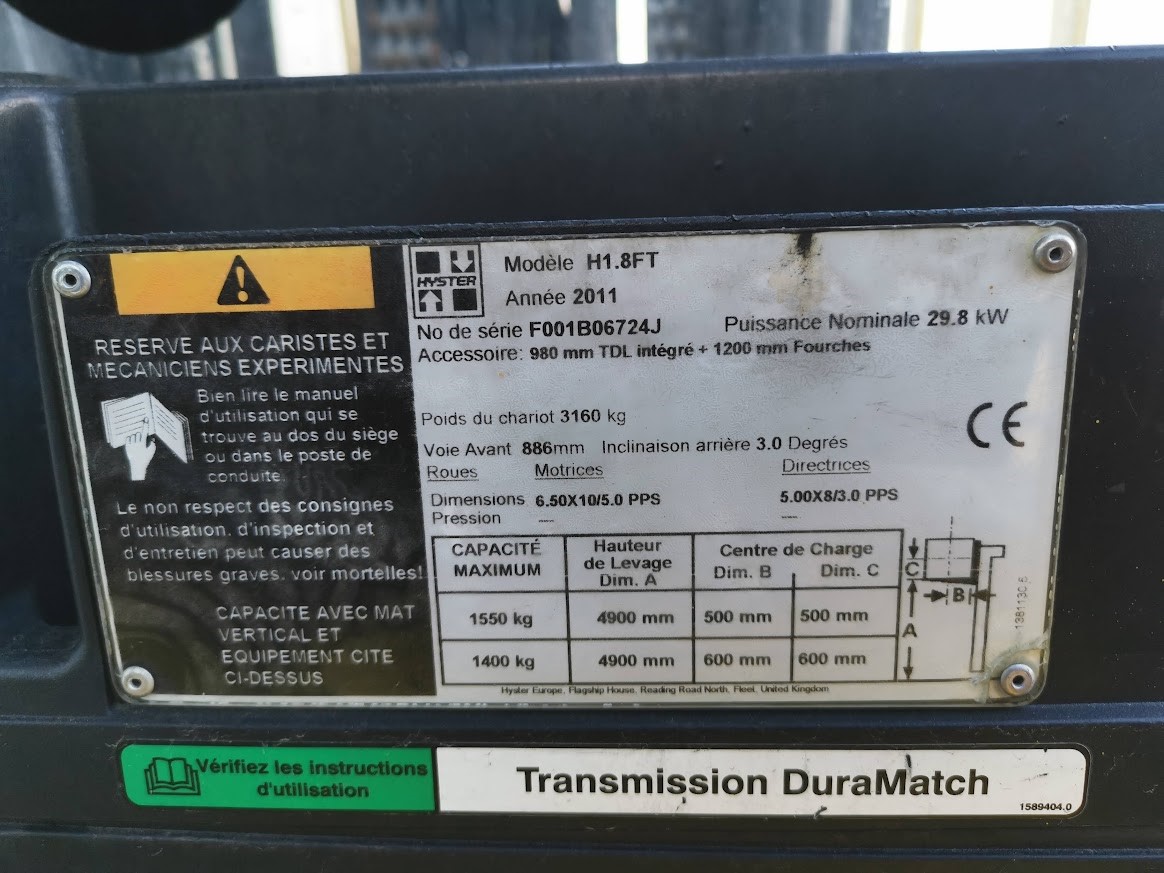 RESERVE AUX CARISTES ET
MECANICIENS EXPERIMENTES
Bien lire le manuel
d'utilisation qui se
trouve au dos du siège
ou dans le poste de
conduite.
Le non respect des consignes
d'utilisation, d'inspection et
d'entretien peut causer des
blessures graves, voir mortelles!
CAPACITE AVEC MAT
VERTICAL ET
EQUIPEMENT CITE
CI-DESSUS
HYSTER
Modèle H1.8FT
Année 2011
No de série F001B06724J
Puissance Nominale 29.8 kW
Accessoire: 980 mm TDL intégré + 1200 mm Fourches
Poids du chariot 3160 kg
CE
Voie Avant 886mm Inclinaison arrière 3.0 Degrés
Roues Motrices Directrices
Dimensions 6.50X10/5.0 PPS 5.00X8/3.0 PPS
Pression --- ---
CAPACITÉ MAXIMUM
Hauteur de Levage Dim. A
Centre de Charge
Dim. B Dim. C
1550 kg 4900 mm 500 mm 500 mm
1400 kg 4900 mm 600 mm 600 mm
C
B
A
1381130 6
Hyster Europe, Flagship House, Reading Road North, Fleet, United Kingdom
Vérifiez les instructions
d'utilisation
Transmission DuraMatch
1589404.0